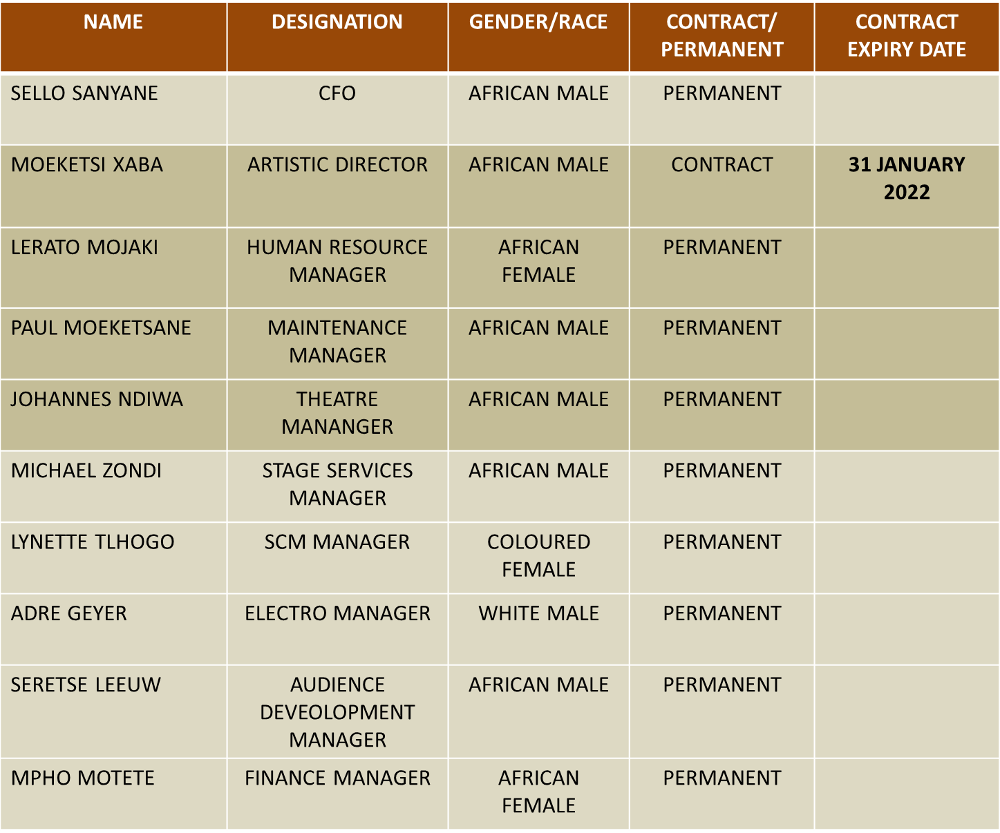 NAME
DESIGNATION
GENDER/RACE
CONTRACT/
PERMANENT
CONTRACT
EXPIRY DATE
SELLO SANYANE
CFO
AFRICAN MALE
PERMANENT
MOEKETSI XABA
ARTISTIC DIRECTOR
AFRICAN MALE
CONTRACT
31 JANUARY
2022
LERATO MOJAKI
HUMAN RESOURCE
MANAGER
AFRICAN
FEMALE
PERMANENT
PAUL MOEKETSANE
MAINTENANCE
MANAGER
AFRICAN MALE
PERMANENT
JOHANNES NDIWA
THEATRE
MANANGER
AFRICAN MALE
PERMANENT
MICHAEL ZONDI
STAGE SERVICES
MANAGER
AFRICAN MALE
PERMANENT
LYNETTE TLHOGO
SCM MANAGER
COLOURED
FEMALE
PERMANENT
ADRE GEYER
ELECTRO MANAGER
WHITE MALE
PERMANENT
SERETSE LEEUW
AUDIENCE
DEVEOLOPMENT
MANAGER
AFRICAN MALE
PERMANENT
MPHO MOTETE
FINANCE MANAGER
AFRICAN
FEMALE
PERMANENT